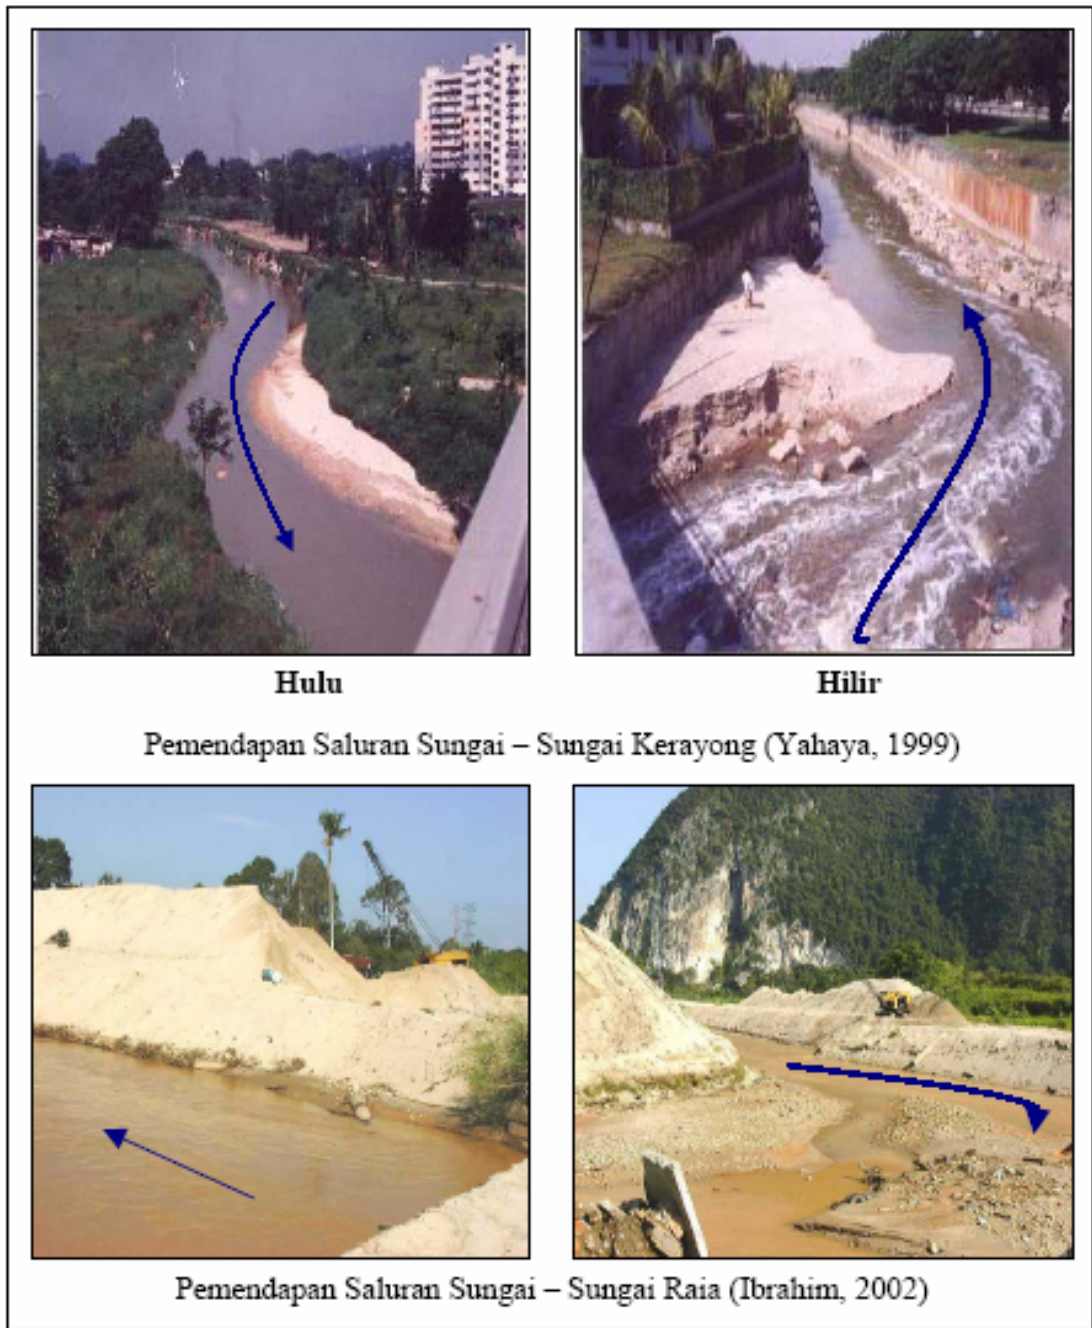 Hulu
Hilir
Pemendapan Saluran Sungai – Sungai Kerayong (Yahaya, 1999)
Pemendapan Saluran Sungai – Sungai Raia (Ibrahim, 2002)